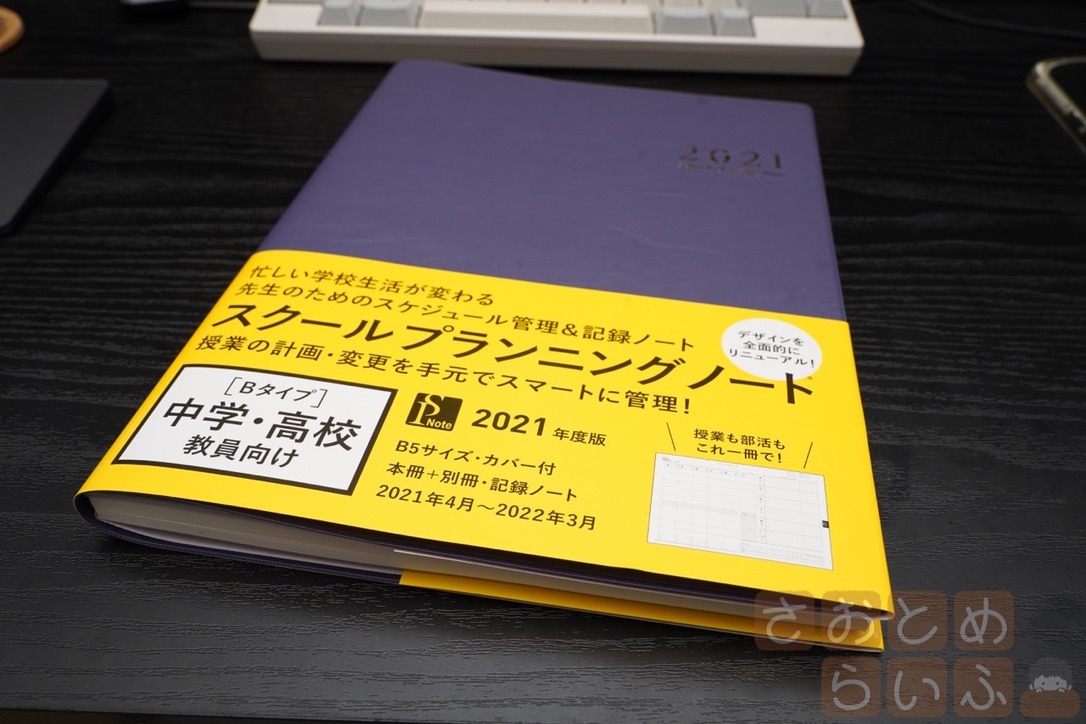 2021
忙しい学校生活が変わる
先生のためのスケジュール管理&記録ノート
スクールプランニングノート
授業の計画・変更を手元でスマートに管理!
デザインを
全面的に
リニューアル!
[Bタイプ]
中学・高校
教員向け
SP Note
2021年度版
B5サイズ・カバー付
本冊+別冊・記録ノート
2021年4月〜2022年3月
授業も部活も
これ一冊で!
さおとめ
らいふ